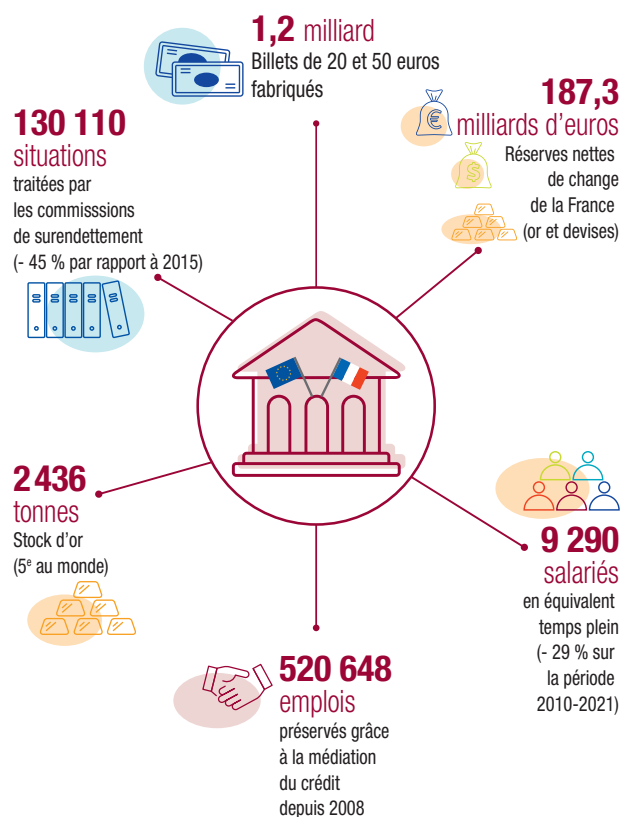 1,2 milliard
Billets de 20 et 50 euros
fabriqués
187,3
milliards d'euros
Réserves nettes
de change
de la France
(or et devises)
130 110
situations
traitées par
les commisssions
de surendettement
(- 45 % par rapport à 2015)
€
$
2 436
tonnes
Stock d'or
(5e au monde)
9 290
salariés
en équivalent
temps plein
(- 29 % sur
la période
2010-2021)
520 648
emplois
préservés grâce
à la médiation
du crédit
depuis 2008